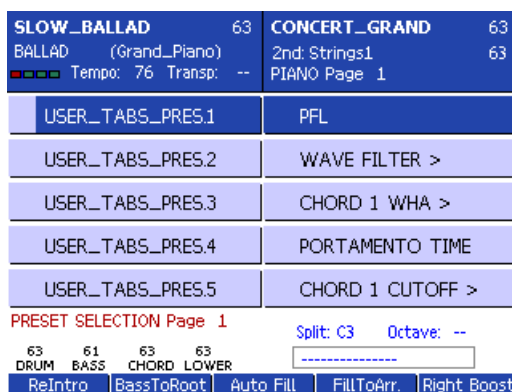 SLOW_BALLAD 63
BALLAD (Grand_Piano)
Tempo: 76 Transp: --
CONCERT_GRAND 63
2nd: Strings1 63
PIANO Page 1
USER_TABS_PRES.1 PFL
USER_TABS_PRES.2 WAVE FILTER >
USER_TABS_PRES.3 CHORD 1 WHA >
USER_TABS_PRES.4 PORTAMENTO TIME
USER_TABS_PRES.5 CHORD 1 CUTOFF >
PRESET SELECTION Page 1
Split: C3 Octave: --
63 61 63 63
DRUM BASS CHORD LOWER
---------------
ReIntro BassToRoot Auto Fill FillToArr. Right Boost